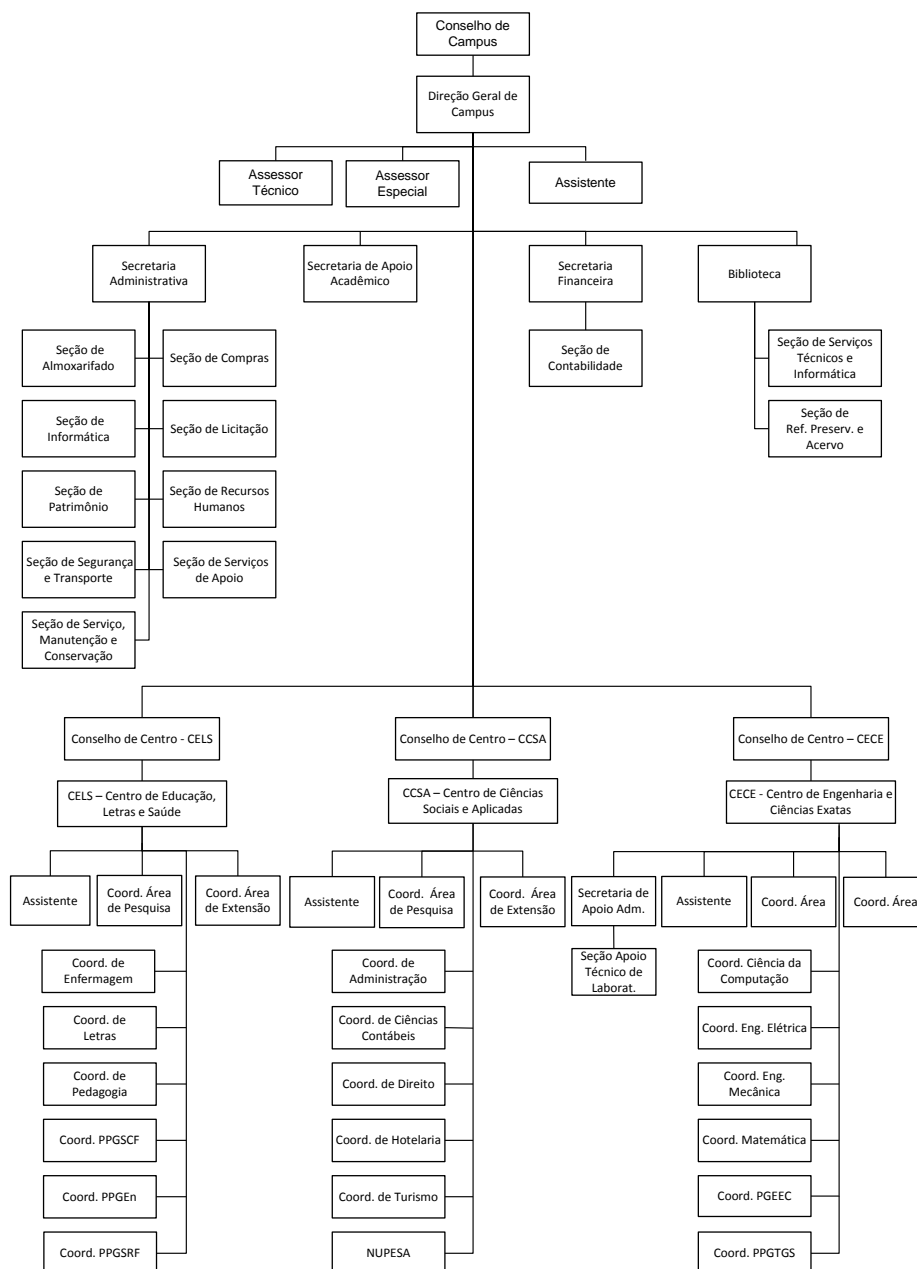 Conselho de
Campus
Direção Geral de
Campus
Assessor
Técnico
Assessor
Especial
Assistente
Secretaria
Administrativa
Secretaria de Apoio
Acadêmico
Secretaria
Financeira
Biblioteca
Seção de
Almoxarifado
Seção de Compras
Seção de
Contabilidade
Seção de Serviços
Técnicos e
Informática
Seção de
Informática
Seção de Licitação
Seção de
Ref. Preserv. e
Acervo
Seção de
Patrimônio
Seção de Recursos
Humanos
Seção de Segurança
e Transporte
Seção de Serviços
de Apoio
Seção de Serviço,
Manutenção e
Conservação
Conselho de Centro - CELS
Conselho de Centro – CCSA
Conselho de Centro – CECE
CELS – Centro de Educação,
Letras e Saúde
CCSA – Centro de Ciências
Sociais e Aplicadas
CECE - Centro de Engenharia e
Ciências Exatas
Assistente
Coord. Área
de Pesquisa
Coord. Área
de Extensão
Assistente
Coord. Área
de Pesquisa
Coord. Área
de Extensão
Secretaria de
Apoio Adm.
Assistente
Coord. Área
Coord. Área
Coord. de
Enfermagem
Coord. de
Letras
Coord. de
Pedagogia
Coord. PPGSCF
Coord. PPGEn
Coord. PPGSRF
Coord. de
Administração
Coord. de Ciências
Contábeis
Coord. de Direito
Coord. de Hotelaria
Coord. de Turismo
NUPESA
Seção Apoio
Técnico de
Laborat.
Coord. Ciência da
Computação
Coord. Eng. Elétrica
Coord. Eng.
Mecânica
Coord. Matemática
Coord. PGEEC
Coord. PPGTGS